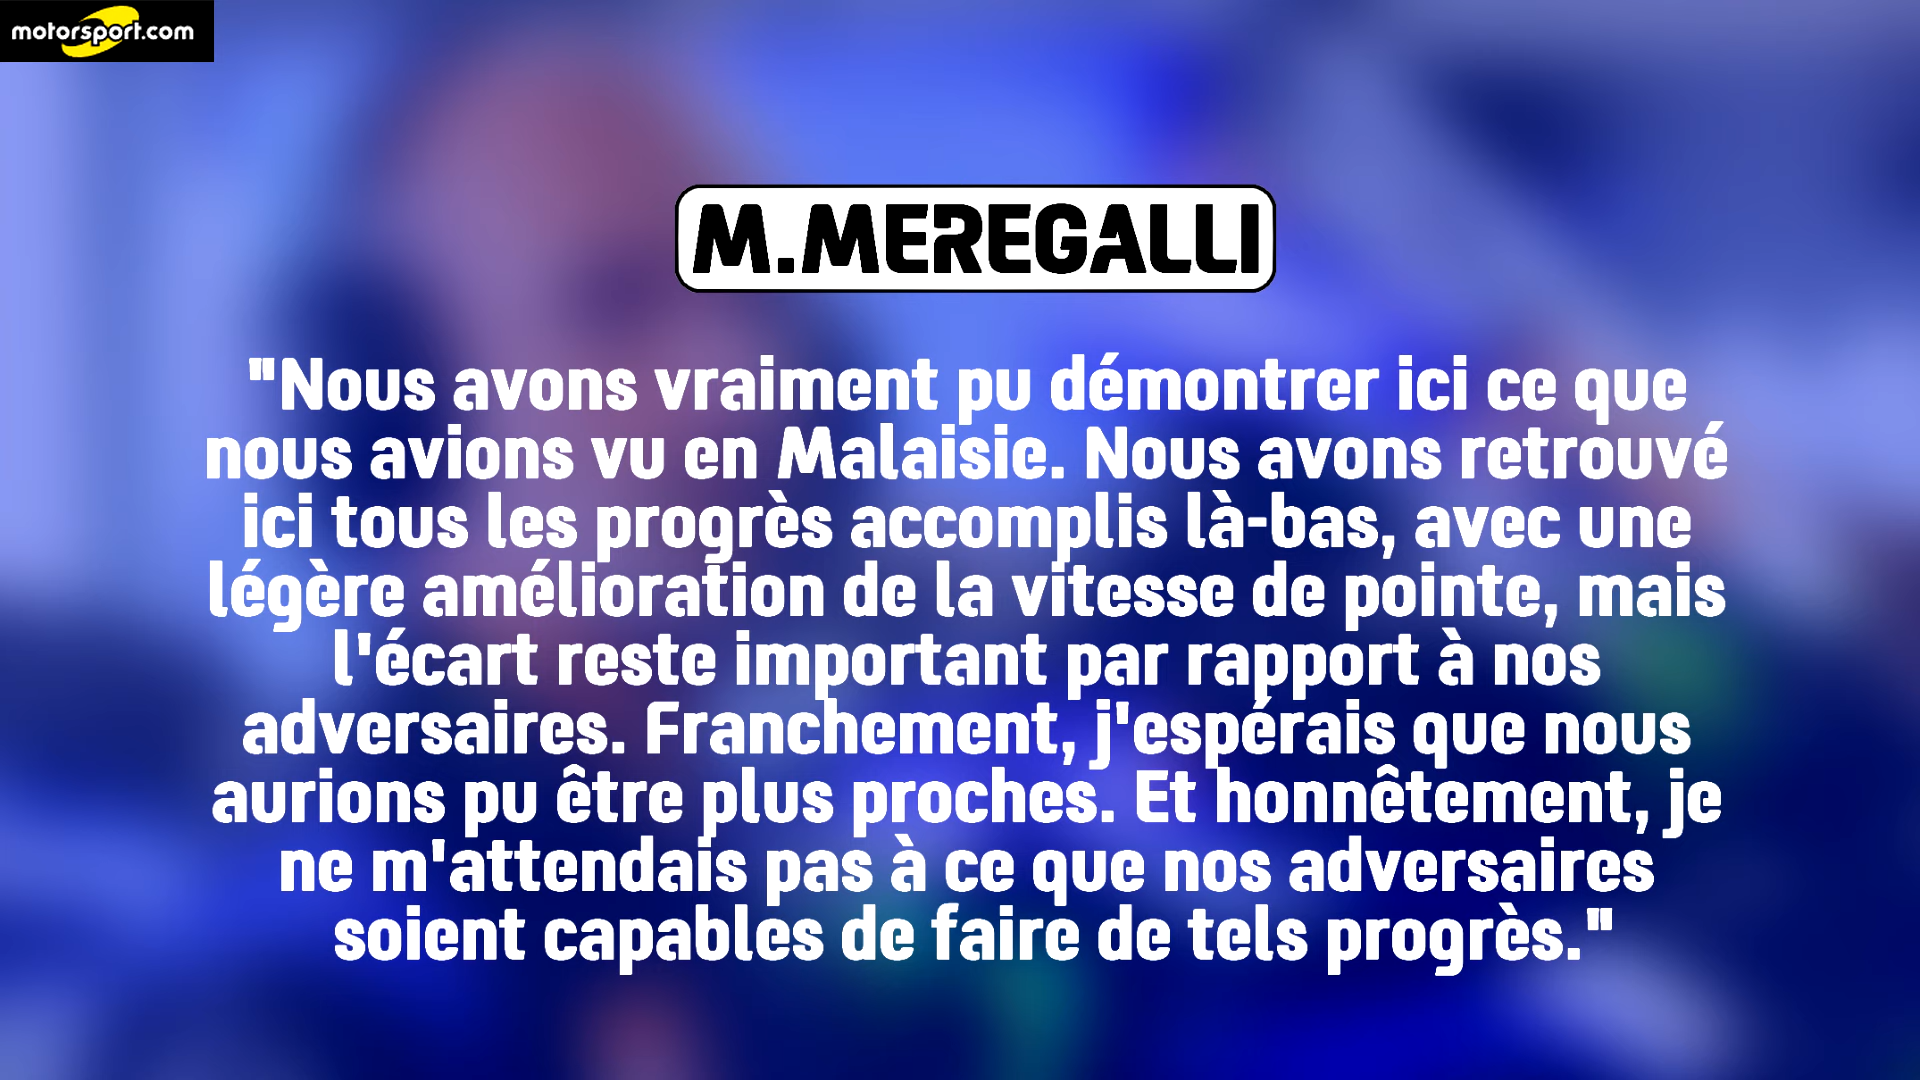 motorsport.com
M.MEREGALLI
"Nous avons vraiment pu démontrer ici ce que
nous avions vu en Malaisie. Nous avons retrouvé
ici tous les progrès accomplis là-bas, avec une
légère amélioration de la vitesse de pointe, mais
l'écart reste important par rapport à nos
adversaires. Franchement, j'espérais que nous
aurions pu être plus proches. Et honnêtement, je
ne m'attendais pas à ce que nos adversaires
soient capables de faire de tels progrès."